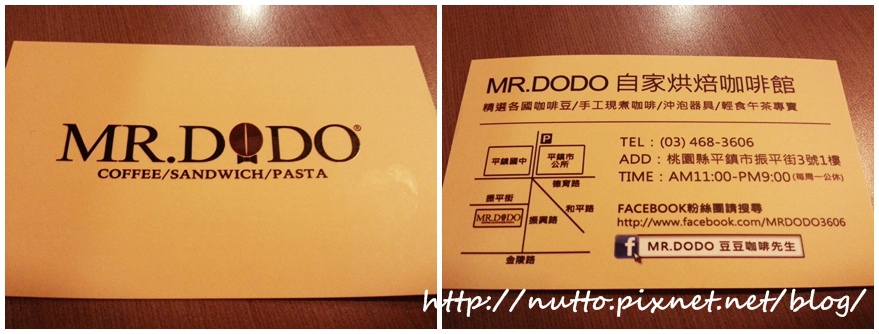 MR.DODO®
COFFEE/SANDWICH/PASTA
MR.DODO 自家烘焙咖啡館
精選各國咖啡豆/手工現煮咖啡/沖泡器具/輕食午茶專賣
P
平鎮國中
平鎮市
公所
德育路
振平街
和平路
MR.DODO
振興路
金陵路
TEL：(03) 468-3606
ADD：桃園縣平鎮市振平街3號1樓
TIME：AM11:00-PM9:00 (每周一公休)
FACEBOOK粉絲團請搜尋
http://www.facebook.com/MRDODO3606
f MR.DODO 豆豆咖啡先生
http://nutto.pixnet.net/blog/